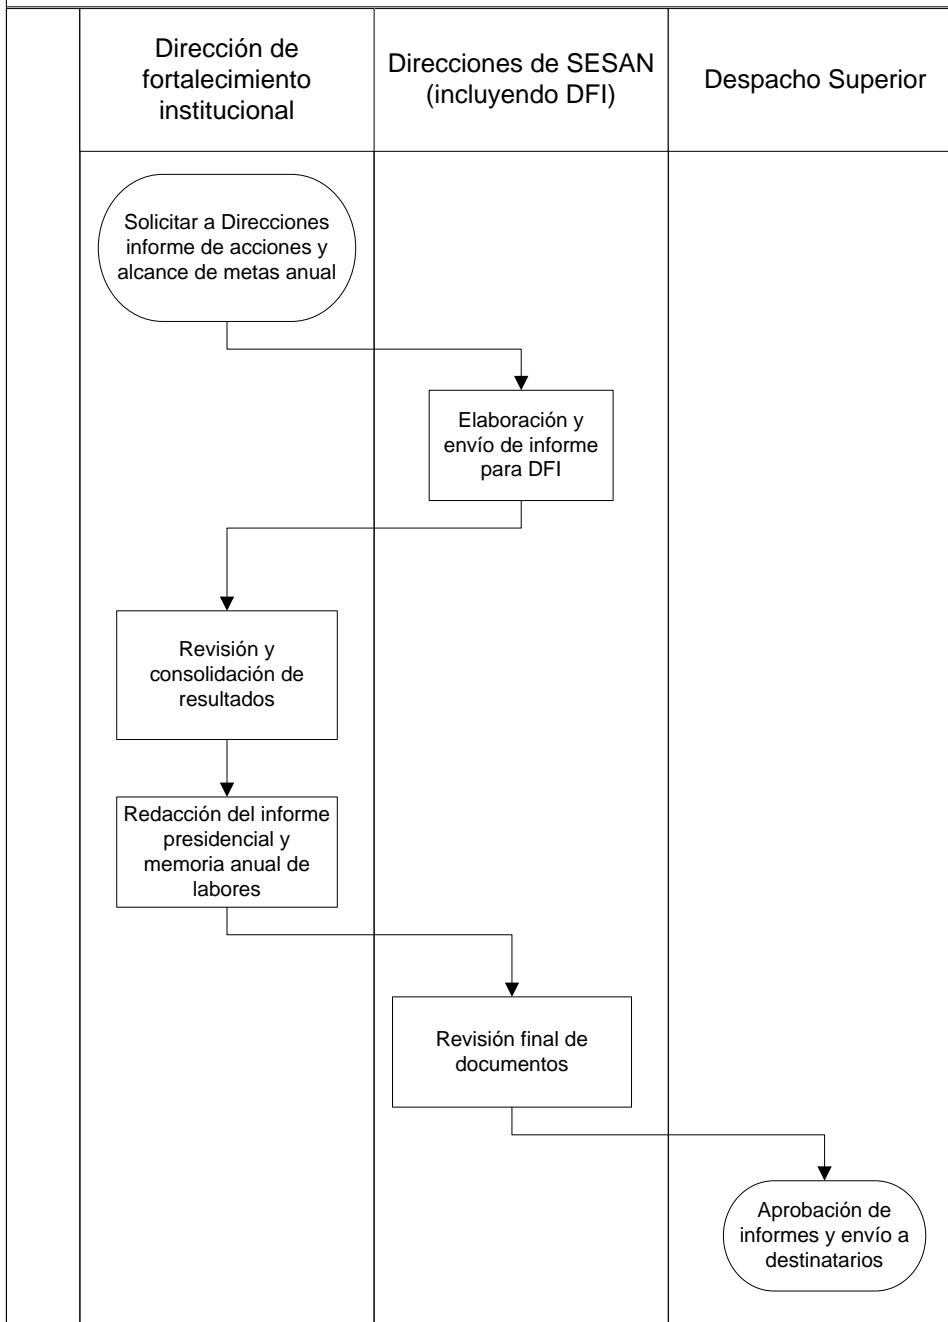 Dirección de
fortalecimiento
institucional
Direcciones de SESAN
(incluyendo DFI)
Despacho Superior
Solicitar a Direcciones
informe de acciones y
alcance de metas anual
Elaboración y
envío de informe
para DFI
Revisión y
consolidación de
resultados
Redacción del informe
presidencial y
memoria anual de
labores
Revisión final de
documentos
Aprobación de
informes y envío a
destinatarios